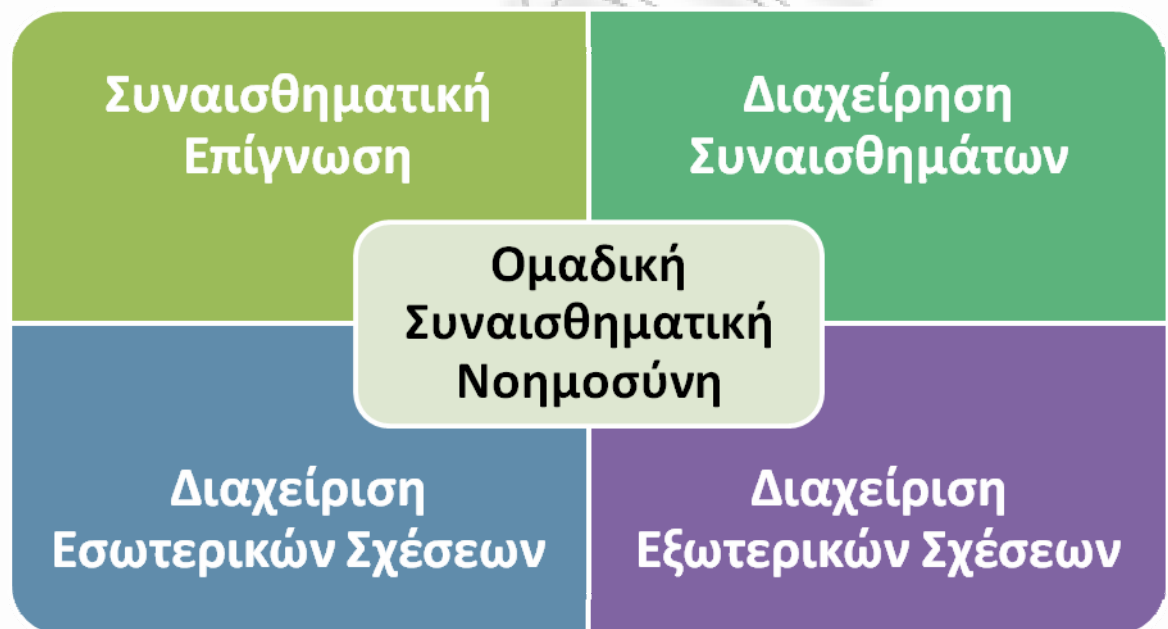 Συναισθηματική
Επίγνωση
Διαχείρηση
Συναισθημάτων
Ομαδική
Συναισθηματική
Νοημοσύνη
Διαχείριση
Εσωτερικών Σχέσεων
Διαχείριση
Εξωτερικών Σχέσεων